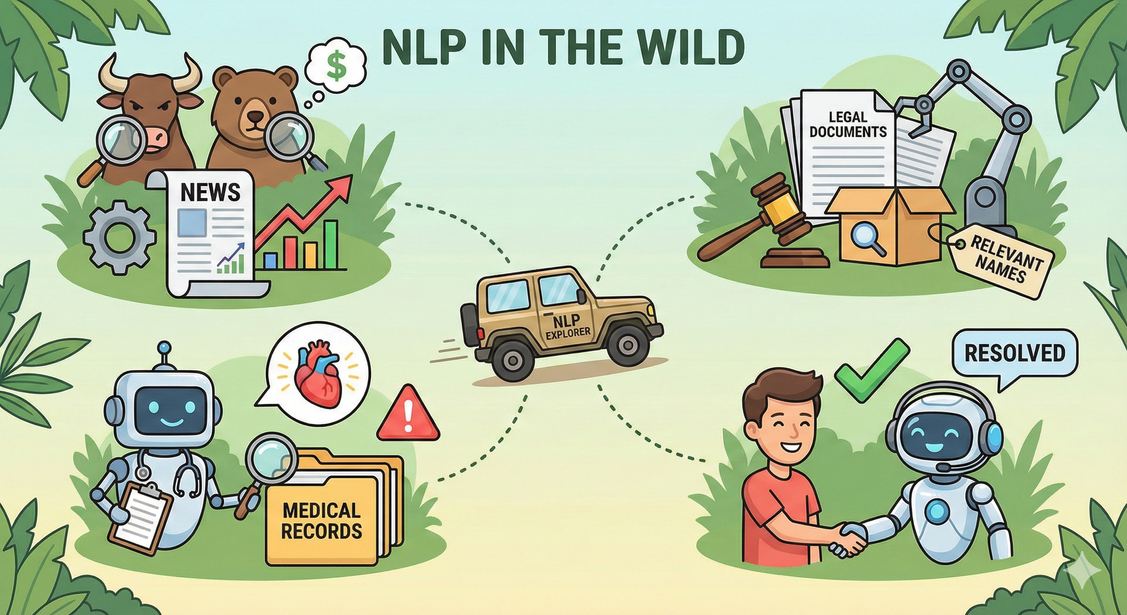 NLP IN THE WILD
$
NEWS
LEGAL
DOCUMENTS
RELEVANT
NAMES
NLP
EXPLORER
MEDICAL
RECORDS
!
RESOLVED